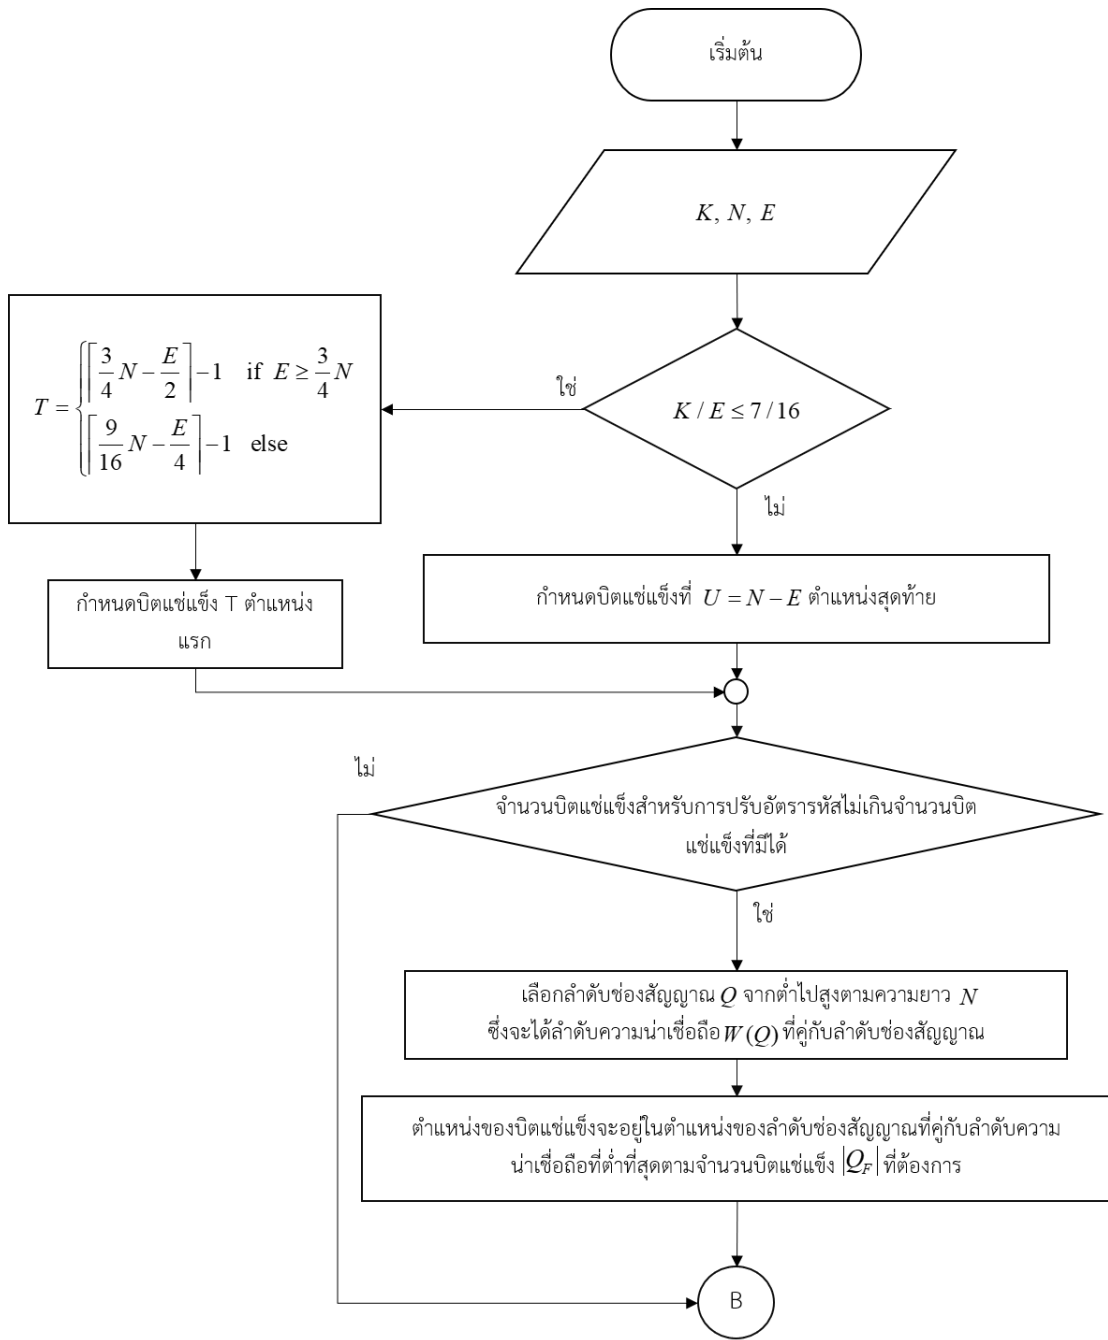 เริ่มต้น
K, N, E
K / E ≤ 7 / 16
ใช่
T = { ⌈3/4 N − E/2⌉ − 1 if E ≥ 3/4 N
⌈9/16 N − E/4⌉ − 1 else
ไม่
กำหนดบิตแช่แข็ง T ตำแหน่ง
แรก
กำหนดบิตแช่แข็งที่ U = N − E ตำแหน่งสุดท้าย
ไม่
จำนวนบิตแช่แข็งสำหรับการปรับอัตรารหัสไม่เกินจำนวนบิต
แช่แข็งที่มีได้
ใช่
เลือกลำดับช่องสัญญาณ Q จากต่ำไปสูงตามความยาว N
ซึ่งจะได้ลำดับความน่าเชื่อถือ W(Q) ที่คู่กับลำดับช่องสัญญาณ
ตำแหน่งของบิตแช่แข็งจะอยู่ในตำแหน่งของลำดับช่องสัญญาณที่คู่กับลำดับความ
น่าเชื่อถือที่ต่ำที่สุดตามจำนวนบิตแช่แข็ง |Q_F| ที่ต้องการ
B